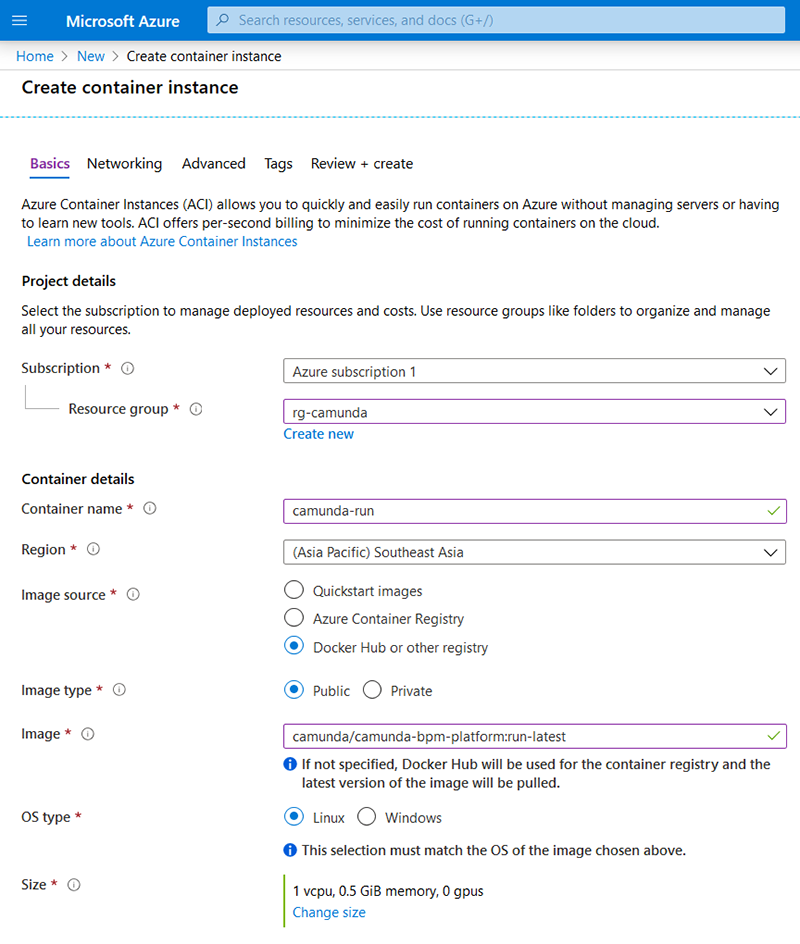 Microsoft Azure
Search resources, services, and docs (G+/)
Home > New > Create container instance
Create container instance
Basics Networking Advanced Tags Review + create
Azure Container Instances (ACI) allows you to quickly and easily run containers on Azure without managing servers or having
to learn new tools. ACI offers per-second billing to minimize the cost of running containers on the cloud.
Learn more about Azure Container Instances
Project details
Select the subscription to manage deployed resources and costs. Use resource groups like folders to organize and manage
all your resources.
Subscription *
Azure subscription 1
Resource group *
rg-camunda
Create new
Container details
Container name *
camunda-run
Region *
(Asia Pacific) Southeast Asia
Image source *
Quickstart images
Azure Container Registry
Docker Hub or other registry
Image type *
Public Private
Image *
camunda/camunda-bpm-platform:run-latest
If not specified, Docker Hub will be used for the container registry and the
latest version of the image will be pulled.
OS type *
Linux Windows
This selection must match the OS of the image chosen above.
Size *
1 vcpu, 0.5 GiB memory, 0 gpus
Change size